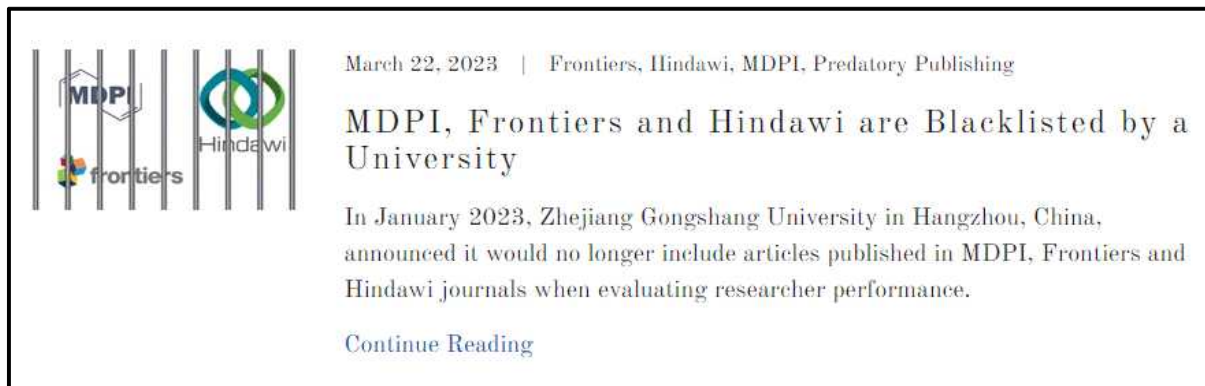 MDPI
Hindawi
frontiers
March 22, 2023 | Frontiers, Hindawi, MDPI, Predatory Publishing
MDPI, Frontiers and Hindawi are Blacklisted by a
University
In January 2023, Zhejiang Gongshang University in Hangzhou, China,
announced it would no longer include articles published in MDPI, Frontiers and
Hindawi journals when evaluating researcher performance.
Continue Reading